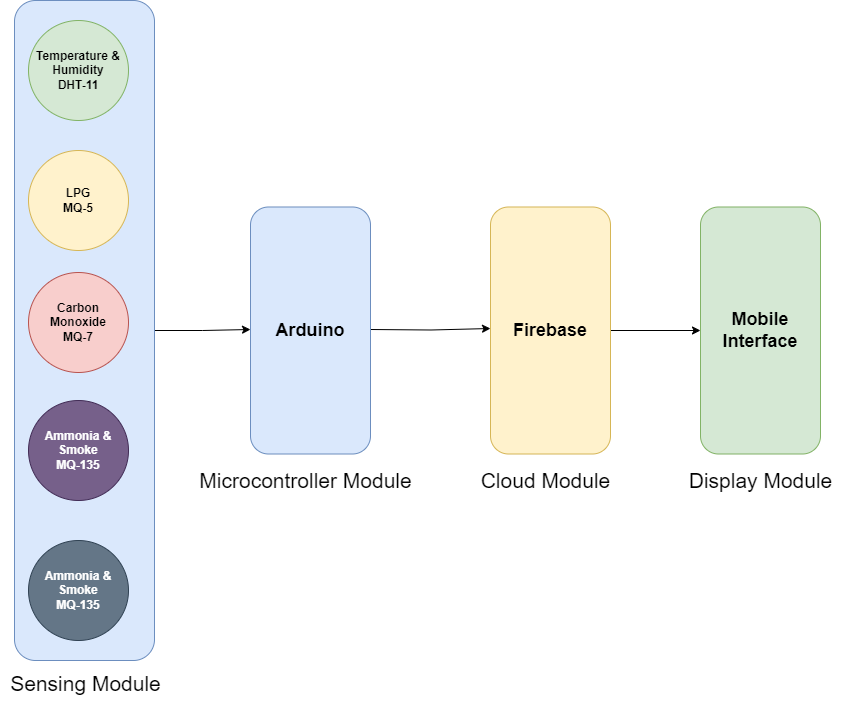 Temperature &
Humidity
DHT-11
LPG
MQ-5
Carbon
Monoxide
MQ-7
Ammonia &
Smoke
MQ-135
Ammonia &
Smoke
MQ-135
Sensing Module
Arduino
Microcontroller Module
Firebase
Cloud Module
Mobile
Interface
Display Module